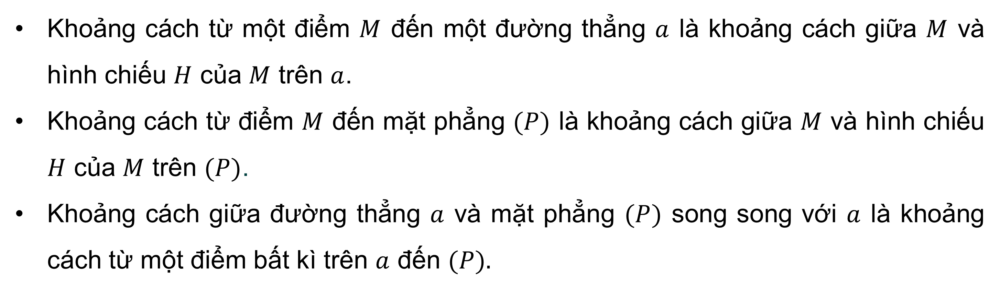 • Khoảng cách từ một điểm M đến một đường thẳng a là khoảng cách giữa M và
hình chiếu H của M trên a.
• Khoảng cách từ điểm M đến mặt phẳng (P) là khoảng cách giữa M và hình chiếu
H của M trên (P).
• Khoảng cách giữa đường thẳng a và mặt phẳng (P) song song với a là khoảng
cách từ một điểm bất kì trên a đến (P).